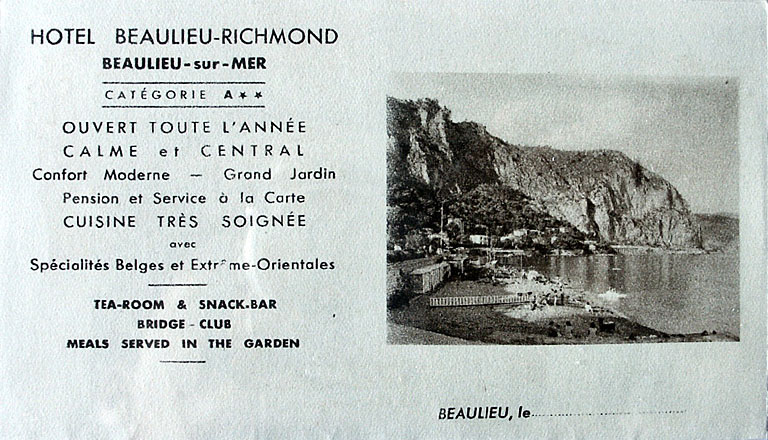 HOTEL BEAULIEU-RICHMOND
BEAULIEU-sur-MER
CATÉGORIE A★★
OUVERT TOUTE L'ANNÉE
CALME et CENTRAL
Confort Moderne — Grand Jardin
Pension et Service à la Carte
CUISINE TRÈS SOIGNÉE
avec
Spécialités Belges et Extrême-Orientales
TEA-ROOM & SNACK-BAR
BRIDGE - CLUB
MEALS SERVED IN THE GARDEN
BEAULIEU, le